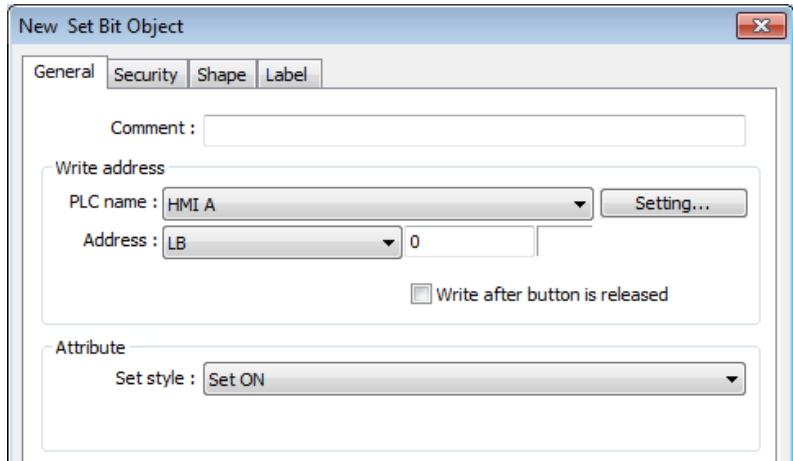 New Set Bit Object
General Security Shape Label
Comment :
Write address
PLC name : HMI A Setting...
Address : LB 0
Write after button is released
Attribute
Set style : Set ON